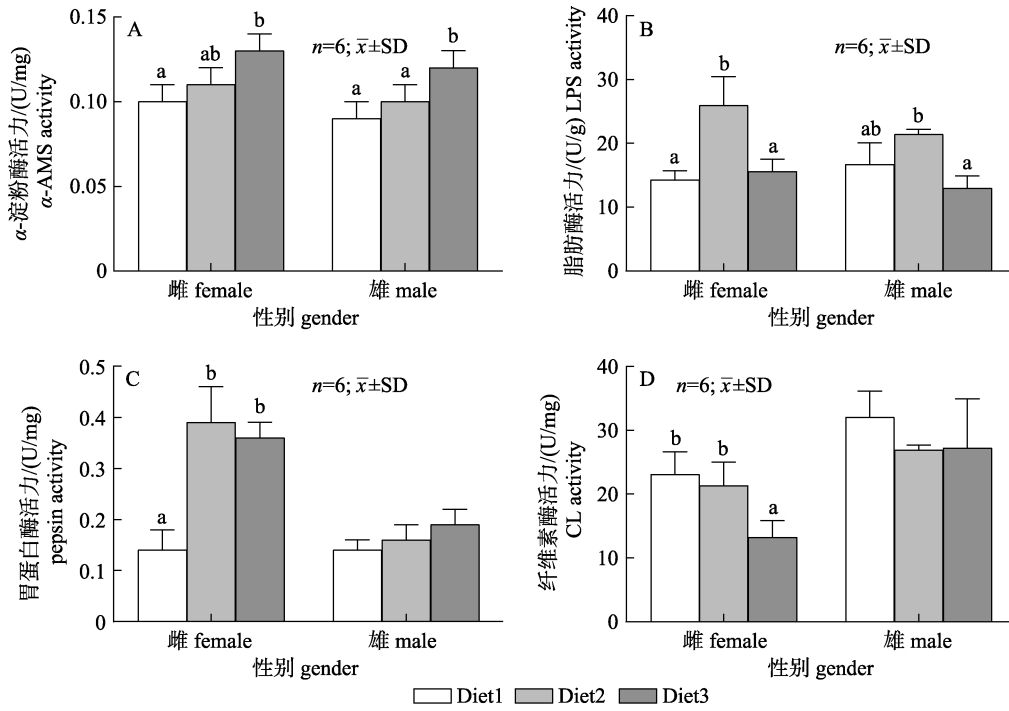 A
n=6; x̅±SD
α-淀粉酶活力/(U/mg)
α-AMS activity
0.15
0.10
0.05
0
a
ab
b
a
a
b
雌 female
雄 male
性别 gender
B
n=6; x̅±SD
脂肪酶活力/(U/g) LPS activity
40
30
20
10
0
a
b
a
ab
b
a
雌 female
雄 male
性别 gender
C
n=6; x̅±SD
胃蛋白酶活力/(U/mg)
pepsin activity
0.5
0.4
0.3
0.2
0.1
0
a
b
b
雌 female
雄 male
性别 gender
D
n=6; x̅±SD
纤维素酶活力/(U/mg)
CL activity
40
30
20
10
0
b
b
a
雌 female
雄 male
性别 gender
Diet1
Diet2
Diet3